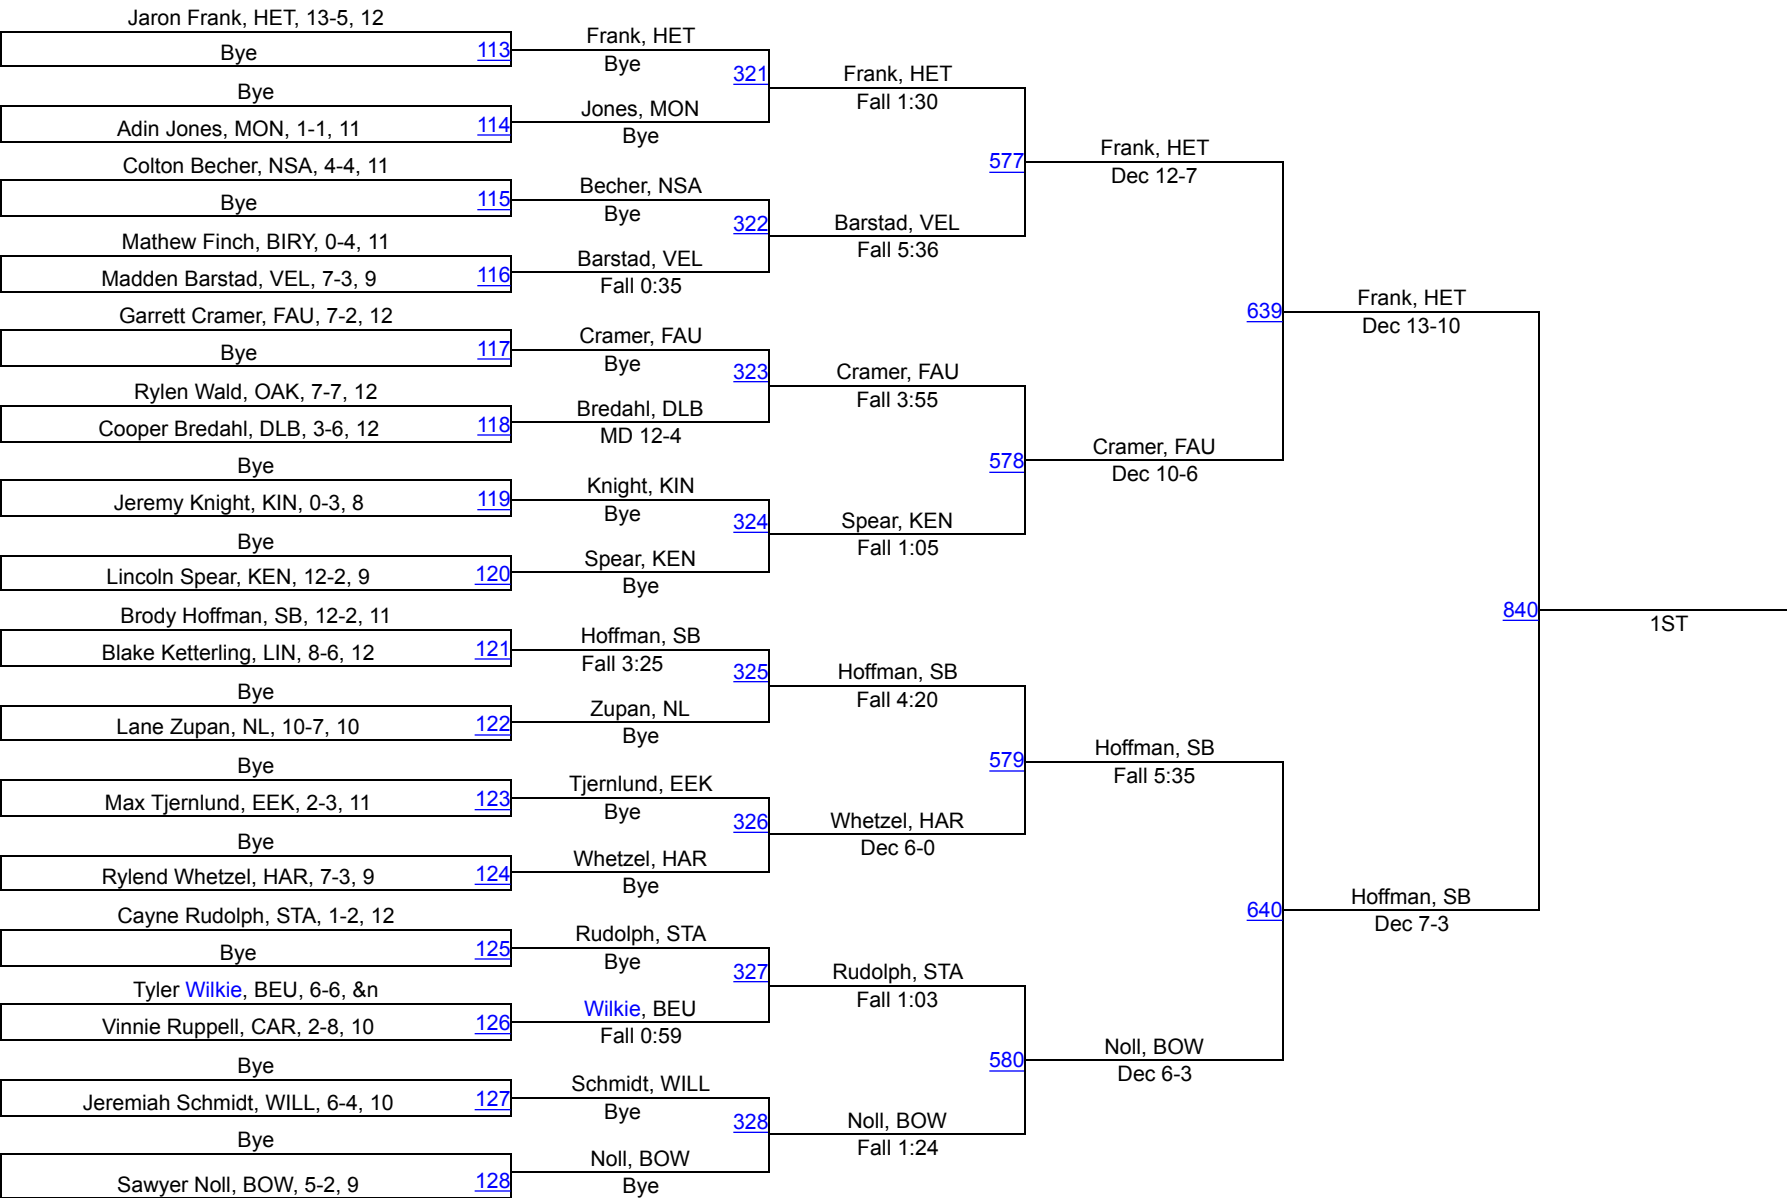 Jaron Frank, HET, 13-5, 12
Bye
113
Bye
Adin Jones, MON, 1-1, 11
114
Colton Becher, NSA, 4-4, 11
Bye
115
Mathew Finch, BIRY, 0-4, 11
Madden Barstad, VEL, 7-3, 9
116
Garrett Cramer, FAU, 7-2, 12
Bye
117
Rylen Wald, OAK, 7-7, 12
Cooper Bredahl, DLB, 3-6, 12
118
Bye
Jeremy Knight, KIN, 0-3, 8
119
Bye
Lincoln Spear, KEN, 12-2, 9
120
Brody Hoffman, SB, 12-2, 11
Blake Ketterling, LIN, 8-6, 12
121
Bye
Lane Zupan, NL, 10-7, 10
122
Bye
Max Tjernlund, EEK, 2-3, 11
123
Bye
Rylend Whetzel, HAR, 7-3, 9
124
Cayne Rudolph, STA, 1-2, 12
Bye
125
Tyler Wilkie, BEU, 6-6, &n
Vinnie Ruppell, CAR, 2-8, 10
126
Bye
Jeremiah Schmidt, WILL, 6-4, 10
127
Bye
Sawyer Noll, BOW, 5-2, 9
128
Frank, HET
Bye
321
Jones, MON
Bye
Becher, NSA
Bye
322
Barstad, VEL
Fall 0:35
Cramer, FAU
Bye
323
Bredahl, DLB
MD 12-4
Knight, KIN
Bye
324
Spear, KEN
Bye
Hoffman, SB
Fall 3:25
325
Zupan, NL
Bye
Tjernlund, EEK
Bye
326
Whetzel, HAR
Bye
Rudolph, STA
Bye
327
Wilkie, BEU
Fall 0:59
Schmidt, WILL
Bye
328
Noll, BOW
Bye
Frank, HET
Fall 1:30
577
Barstad, VEL
Fall 5:36
Cramer, FAU
Fall 3:55
578
Spear, KEN
Fall 1:05
Hoffman, SB
Fall 4:20
579
Whetzel, HAR
Dec 6-0
Rudolph, STA
Fall 1:03
580
Noll, BOW
Fall 1:24
Frank, HET
Dec 12-7
639
Cramer, FAU
Dec 10-6
Hoffman, SB
Fall 5:35
640
Noll, BOW
Dec 6-3
Frank, HET
Dec 13-10
840
Hoffman, SB
Dec 7-3
1ST